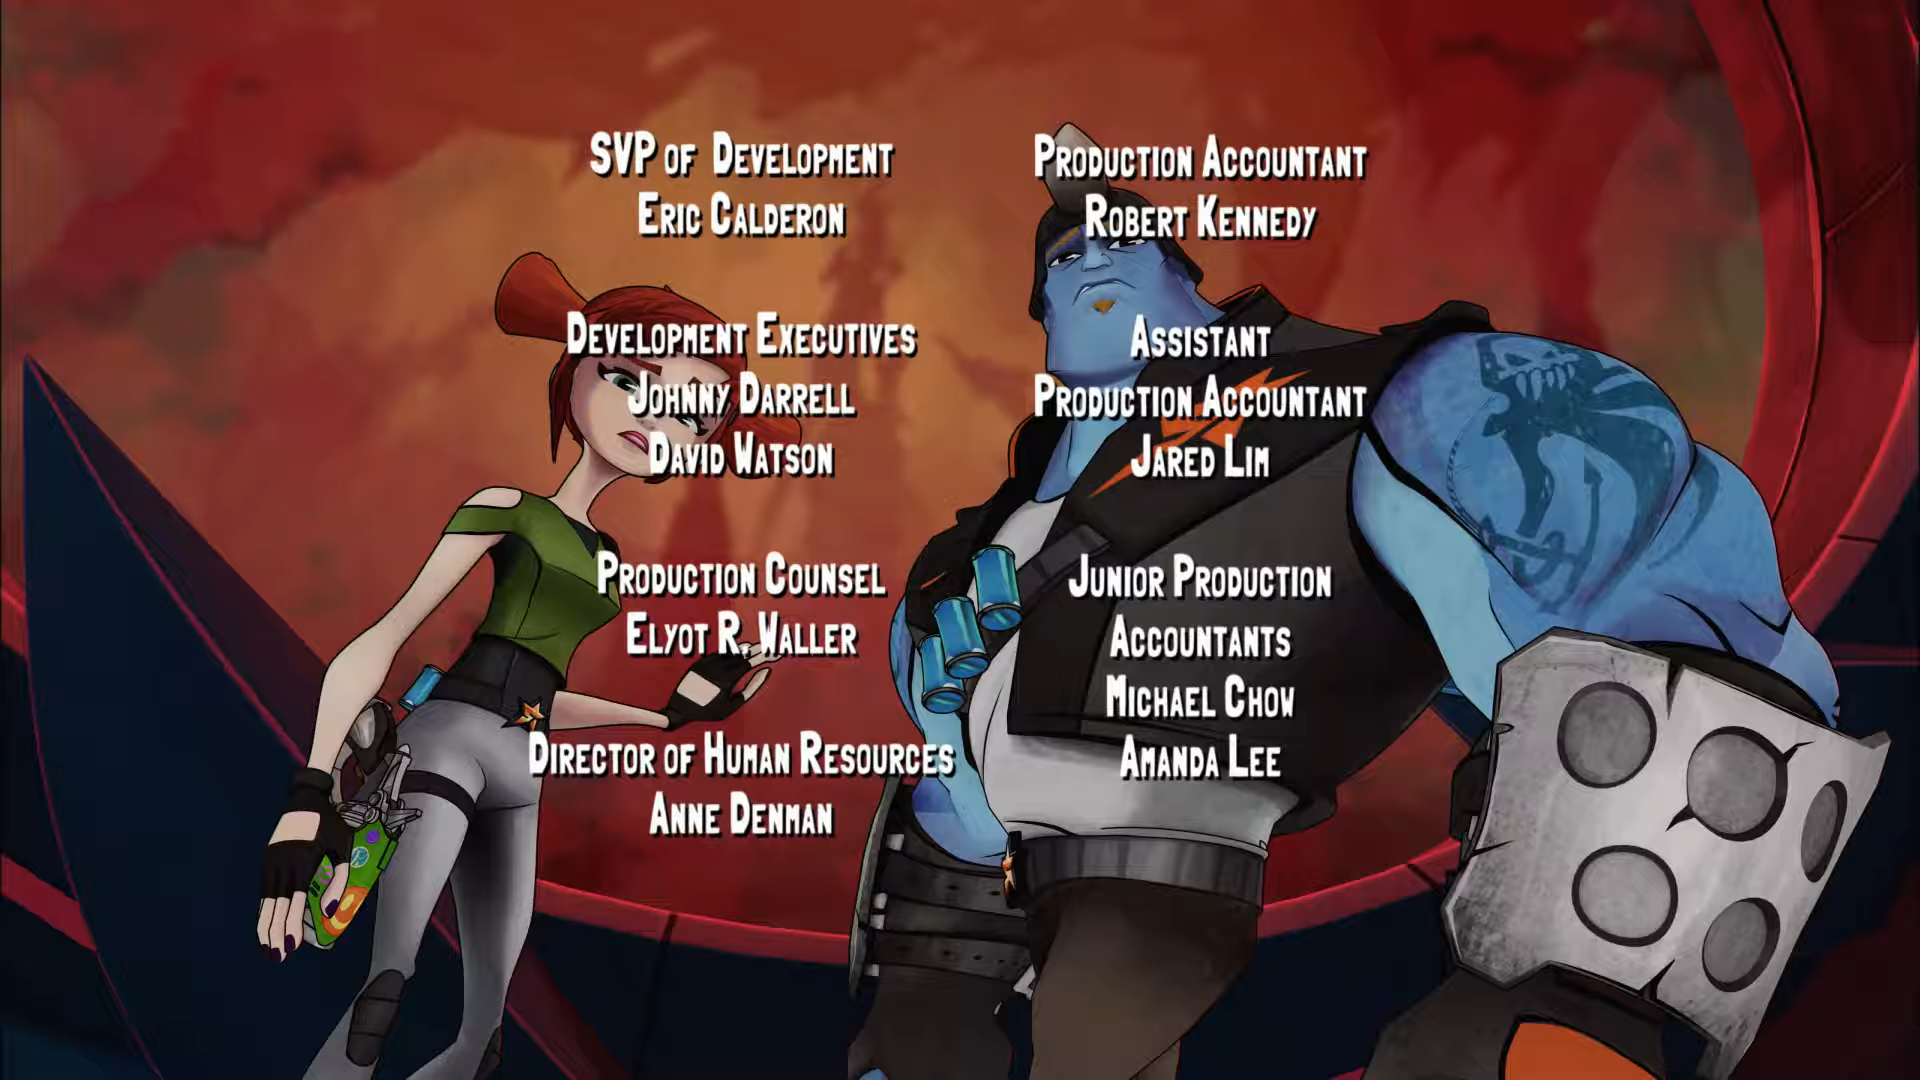 SVP of Development
Eric Calderon
Development Executives
Johnny Darrell
David Watson
Production Counsel
Elyot R. Waller
Director of Human Resources
Anne Denman
Production Accountant
Robert Kennedy
Assistant
Production Accountant
Jared Lim
Junior Production
Accountants
Michael Chow
Amanda Lee